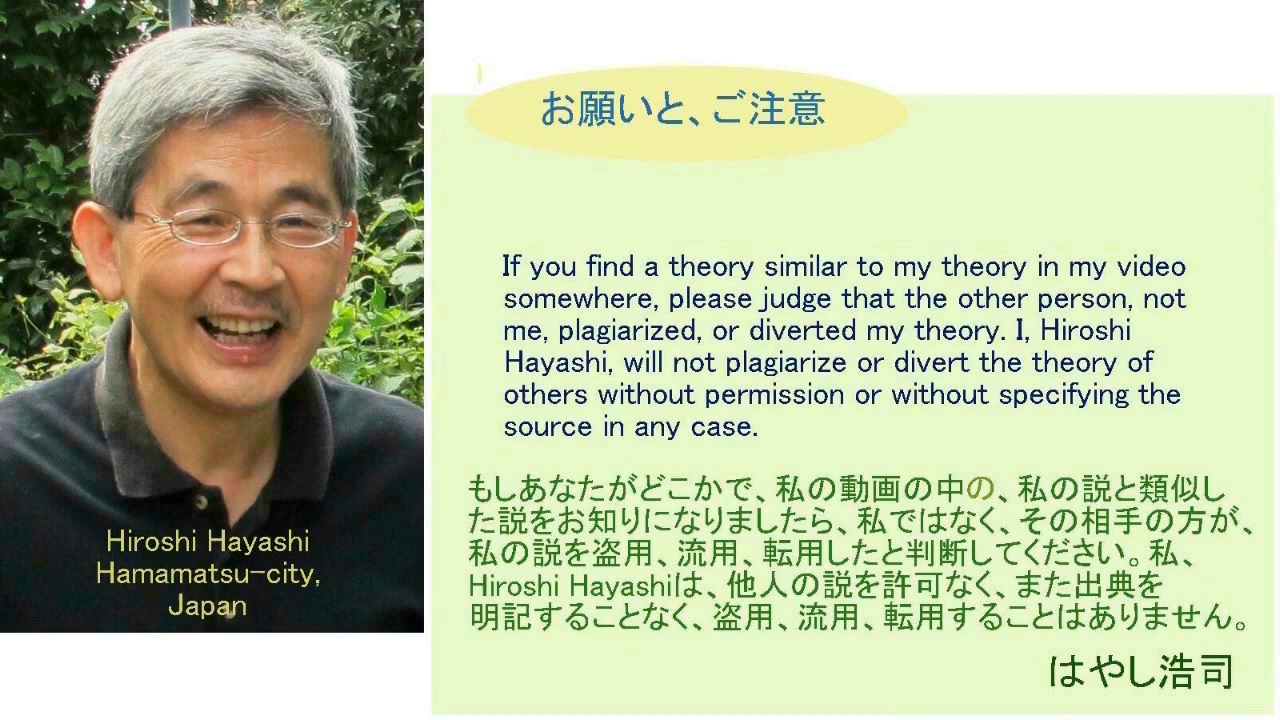 お願いと、ご注意
If you find a theory similar to my theory in my video
somewhere, please judge that the other person, not
me, plagiarized, or diverted my theory. I, Hiroshi
Hayashi, will not plagiarize or divert the theory of
others without permission or without specifying the
source in any case.
もしあなたがどこかで、私の動画の中の、私の説と類似し
た説をお知りになりましたら、私ではなく、その相手の方が、
私の説を盗用、流用、転用したと判断してください。私、
Hiroshi Hayashiは、他人の説を許可なく、また出典を
明記することなく、盗用、流用、転用することはありません。
はやし浩司
Hiroshi Hayashi
Hamamatsu-city,
Japan